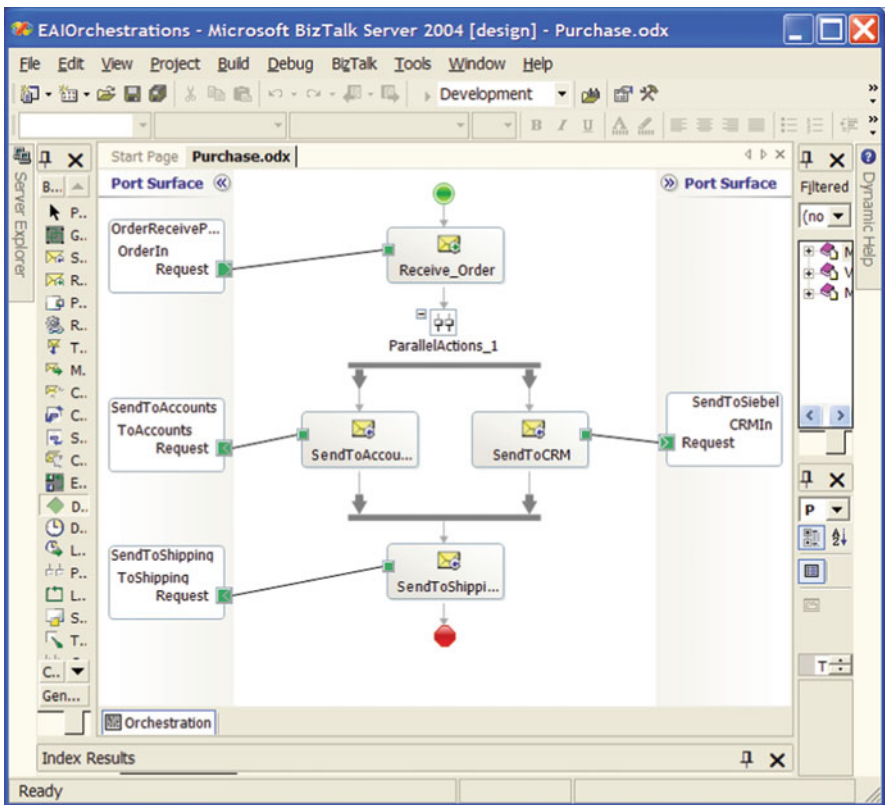 EAIOrchestrations - Microsoft BizTalk Server 2004 [design] - Purchase.odx
File Edit View Project Build Debug BizTalk Tools Window Help
Development
B I U
Server Explorer
B...
P..
G..
S..
R..
P..
R..
T..
M.
C..
C..
S..
C..
E..
D..
D..
L..
P..
L..
S..
T..
C..
Gen...
Start Page Purchase.odx
Port Surface
OrderReceiveP...
OrderIn
Request
SendToAccounts
ToAccounts
Request
SendToShipping
ToShipping
Request
Receive_Order
ParallelActions_1
SendToAccou...
SendToCRM
SendToShippi...
Port Surface
SendToSiebel
CRMIn
Request
Orchestration
Filtered
(no
M
V
M
P
T
Dynamic Help
Index Results
Ready